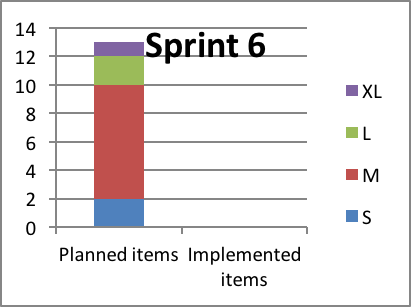 Sprint 6
14
12
10
8
6
4
2
0
Planned items
Implemented
items
XL
L
M
S